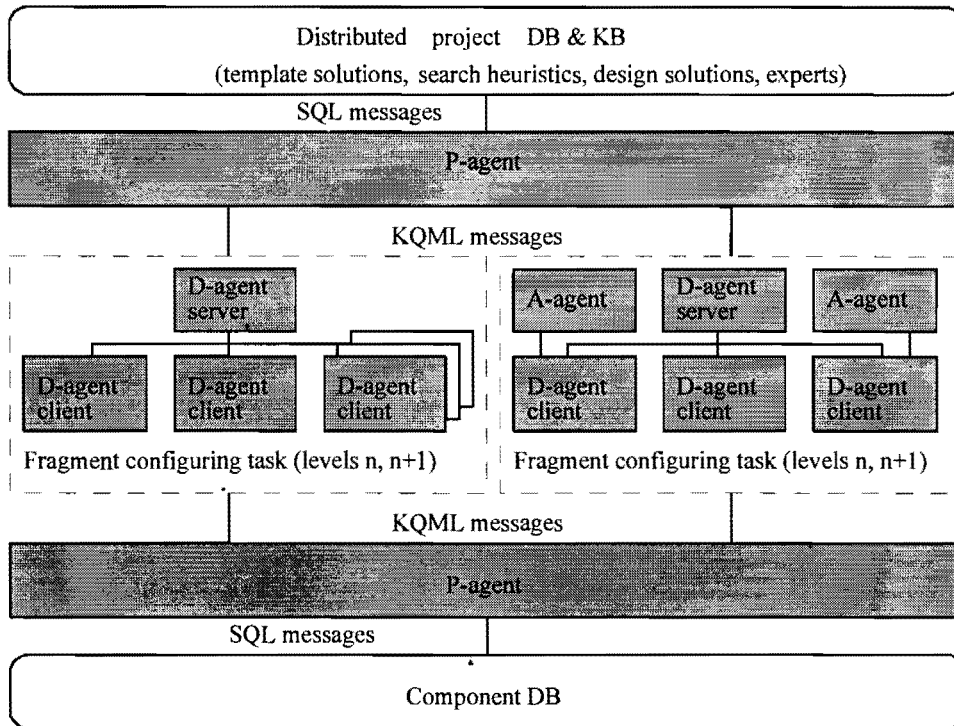 Distributed project DB & KB
(template solutions, search heuristics, design solutions, experts)
SQL messages
P-agent
KQML messages
D-agent
server
A-agent
D-agent
server
A-agent
D-agent
client
D-agent
client
D-agent
client
D-agent
client
D-agent
client
D-agent
client
Fragment configuring task (levels n, n+1)
Fragment configuring task (levels n, n+1)
KQML messages
P-agent
SQL messages
Component DB